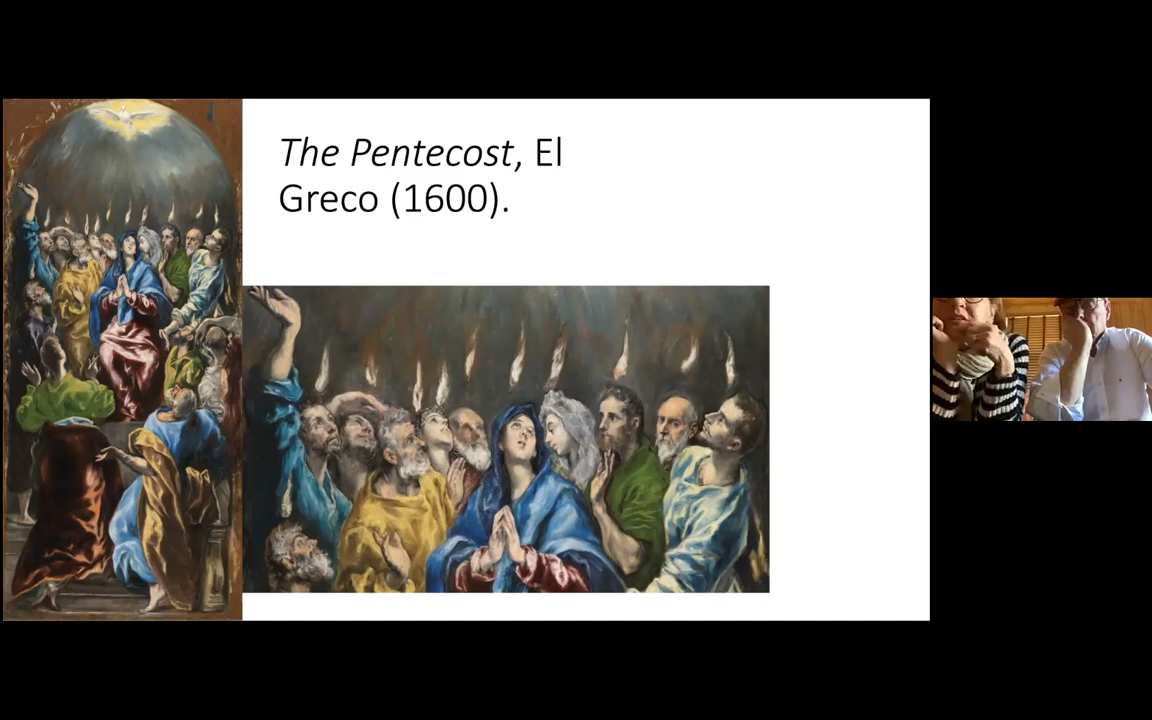 The Pentecost, El
Greco (1600).